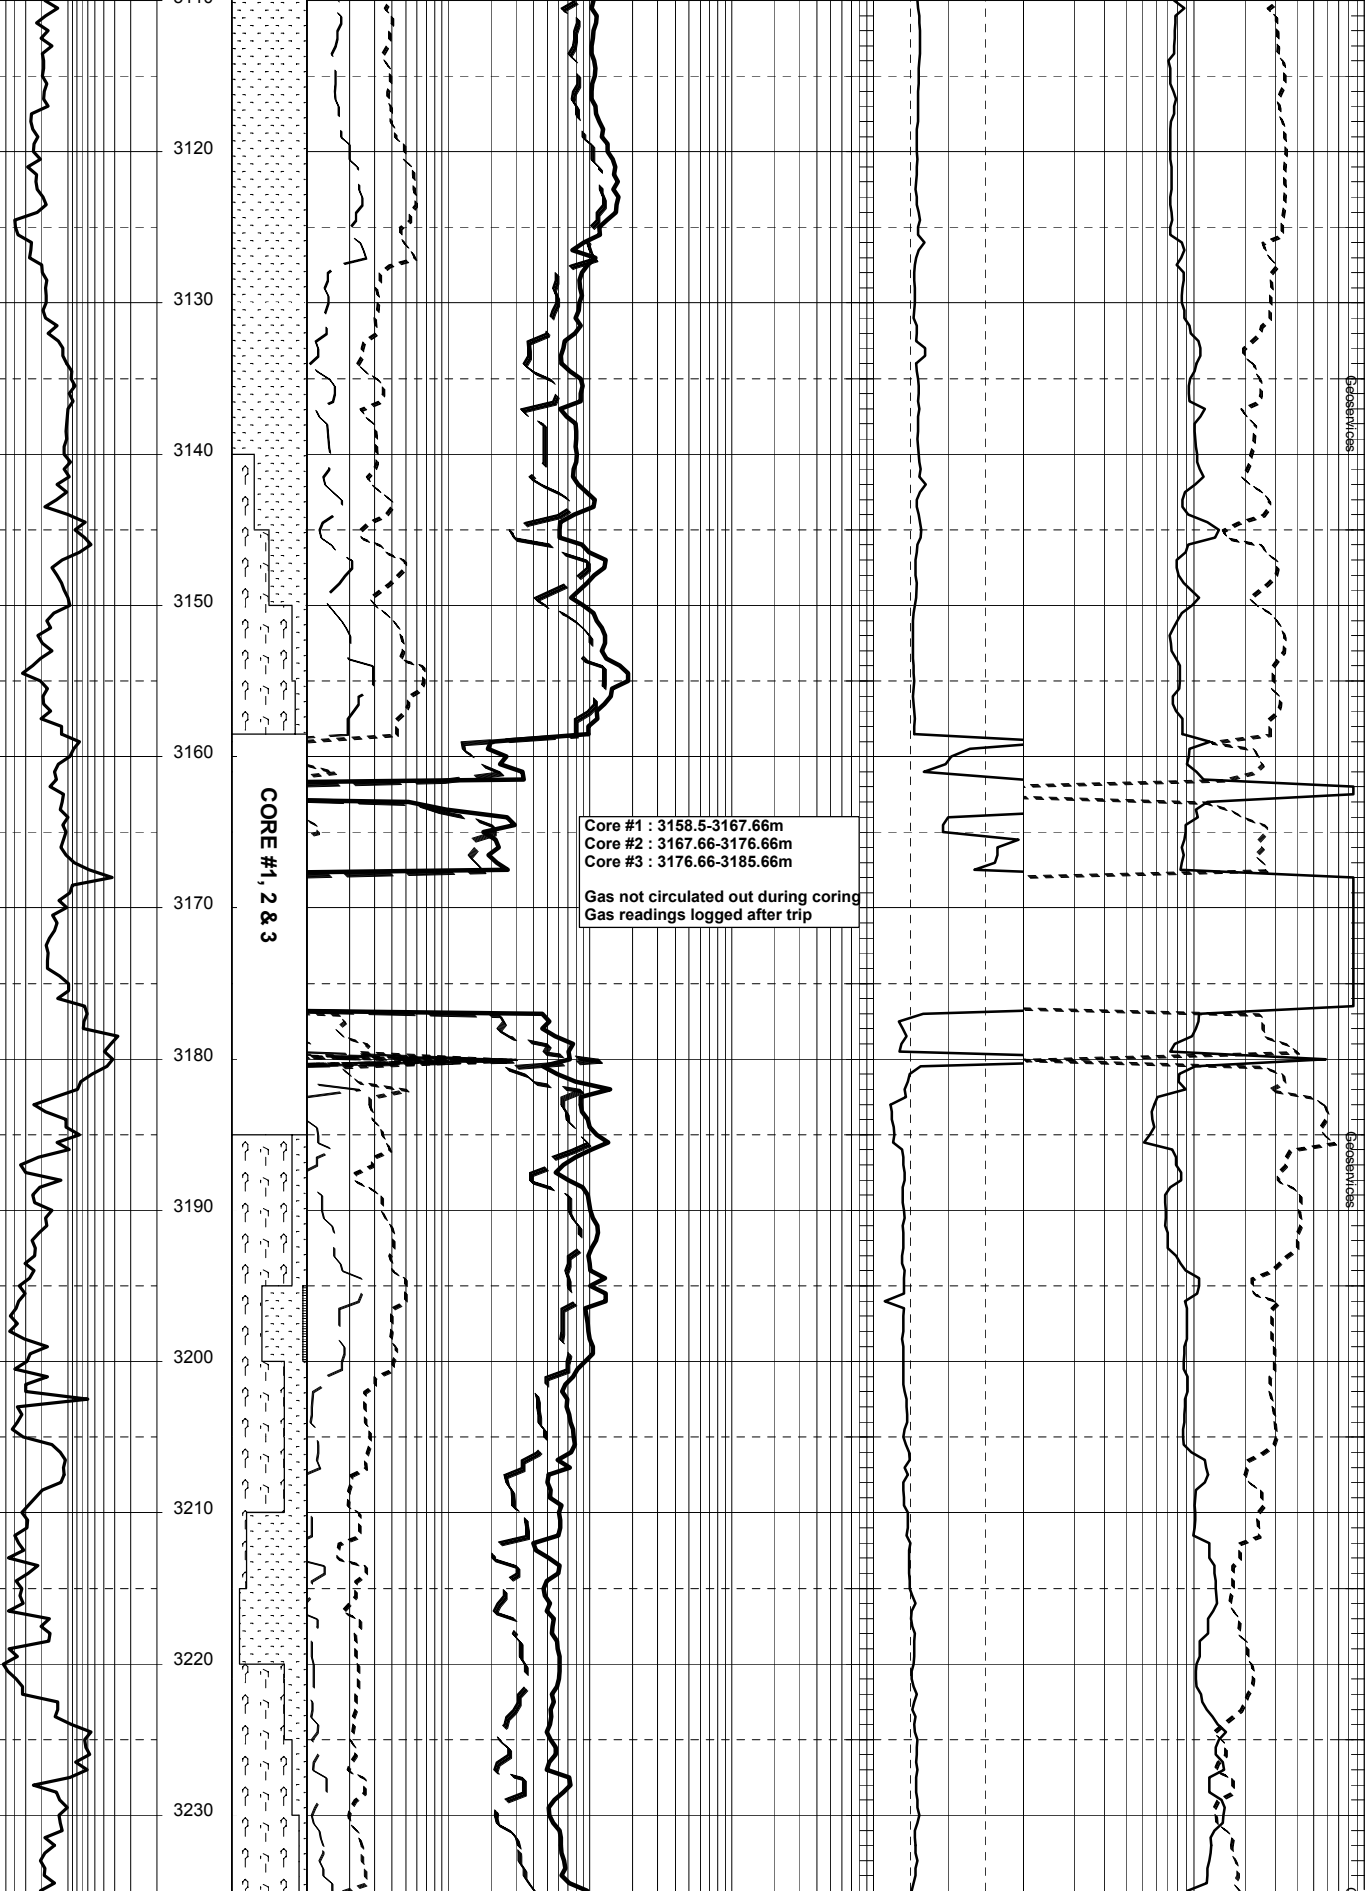 3120
3130
Geoservices
3140
3150
3160
CORE #1, 2 & 3
Core #1 : 3158.5-3167.66m
Core #2 : 3167.66-3176.66m
Core #3 : 3176.66-3185.66m
Gas not circulated out during coring
Gas readings logged after trip
3170
3180
Geoservices
3190
3200
3210
3220
3230